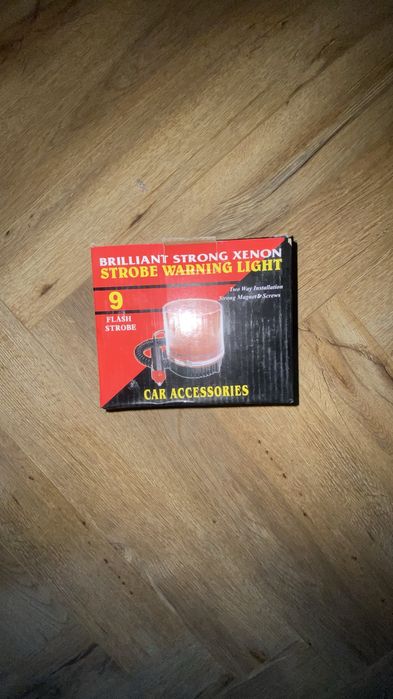 BRILLIANT STRONG XENON
STROBE WARNING LIGHT
9
FLASH
STROBE
Two Way Installation
Strong Magnet & Screws
CAR ACCESSORIES